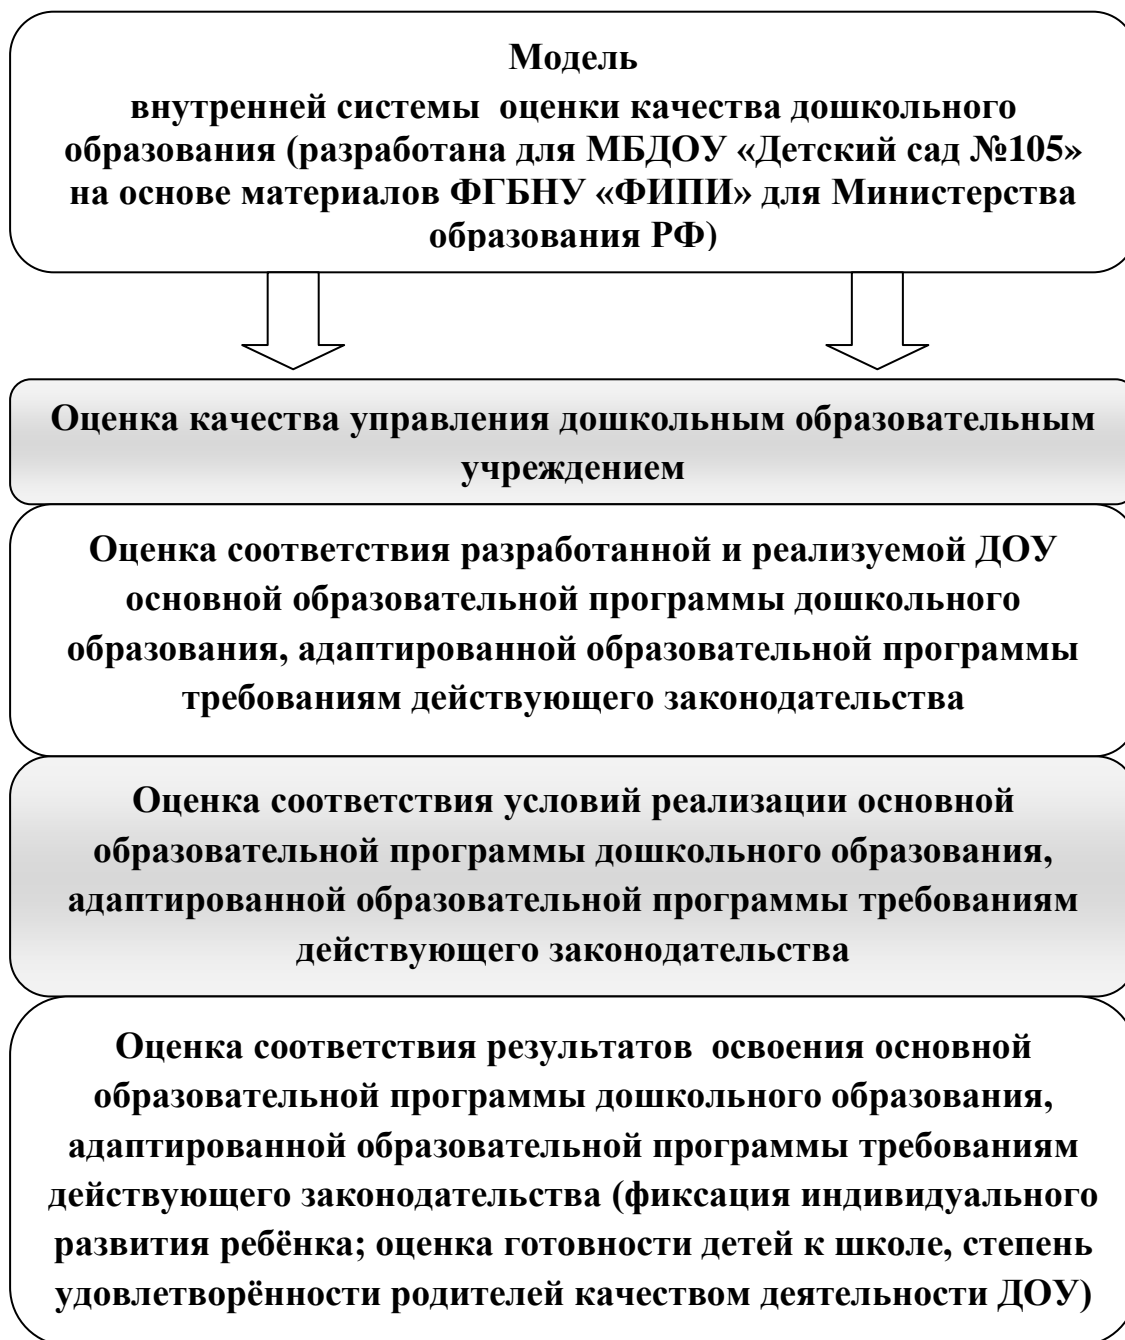 Модель
внутренней системы оценки качества дошкольного
образования (разработана для МБДОУ «Детский сад №105»
на основе материалов ФГБНУ «ФИПИ» для Министерства
образования РФ)
Оценка качества управления дошкольным образовательным
учреждением
Оценка соответствия разработанной и реализуемой ДОУ
основной образовательной программы дошкольного
образования, адаптированной образовательной программы
требованиям действующего законодательства
Оценка соответствия условий реализации основной
образовательной программы дошкольного образования,
адаптированной образовательной программы требованиям
действующего законодательства
Оценка соответствия результатов освоения основной
образовательной программы дошкольного образования,
адаптированной образовательной программы требованиям
действующего законодательства (фиксация индивидуального
развития ребёнка; оценка готовности детей к школе, степень
удовлетворённости родителей качеством деятельности ДОУ)